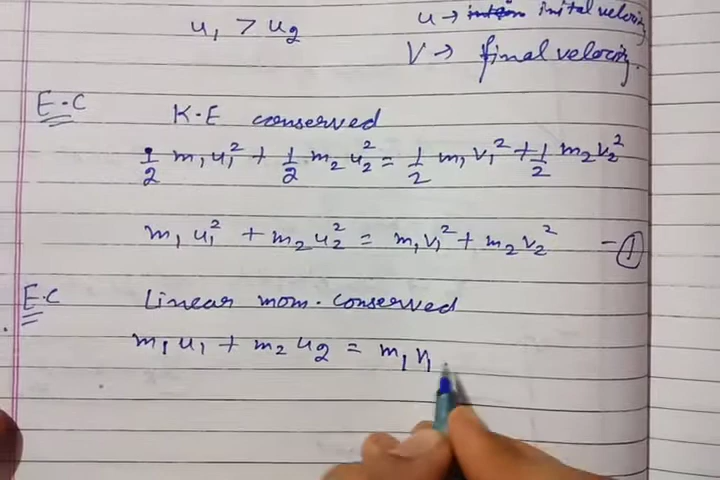 u₁ > u₂
u → inital velocity
V → final velocity.
E.C K.E conserved
1/2 m₁u₁² + 1/2 m₂u₂² = 1/2 m₁v₁² + 1/2 m₂v₂²
m₁u₁² + m₂u₂² = m₁v₁² + m₂v₂² - ①
E.C Linear mom. conserved
m₁u₁ + m₂u₂ = m₁v₁